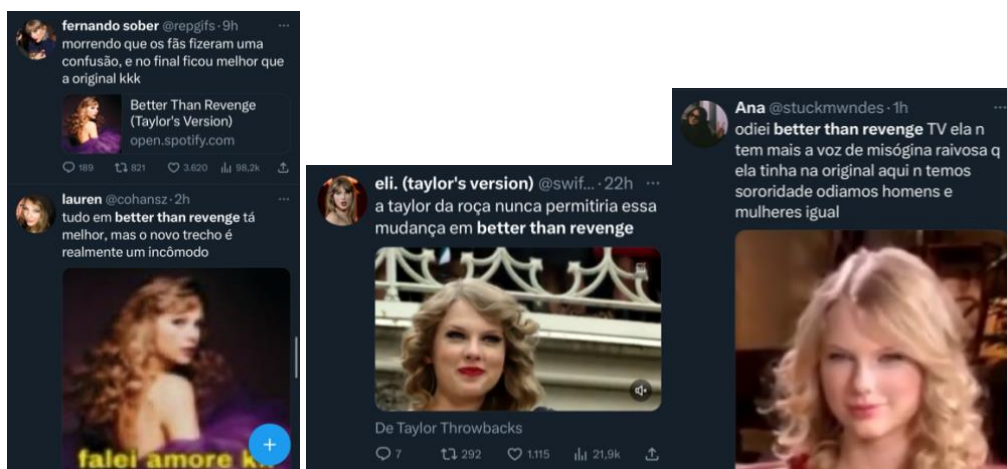 fernando sober @repgifs · 9h
morrendo que os fãs fizeram uma
confusão, e no final ficou melhor que
a original kkk
Better Than Revenge
(Taylor's Version)
open.spotify.com
189 821 3.620 98,2k
lauren @cohansz · 2h
tudo em better than revenge tá
melhor, mas o novo trecho é
realmente um incômodo
falei amore
eli. (taylor's version) @swif... · 22h
a taylor da roça nunca permitiria essa
mudança em better than revenge
De Taylor Throwbacks
7 292 1.115 21,9k
Ana @stuckmwndes · 1h
odiei better than revenge TV ela n
tem mais a voz de misógina raivosa q
ela tinha na original aqui n temos
sororidade odiamos homens e
mulheres igual